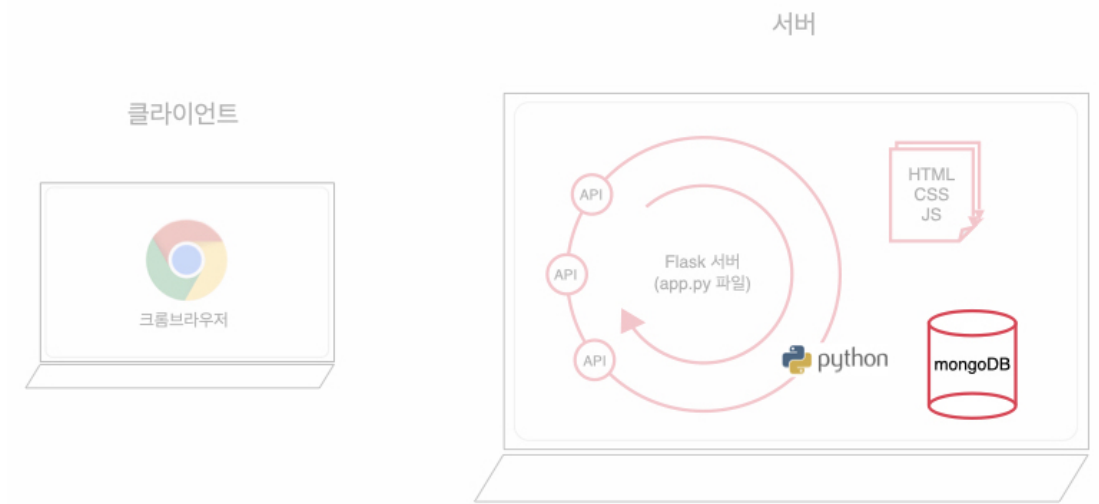 서버
클라이언트
크롬브라우저
API
API
API
Flask 서버
(app.py 파일)
python
HTML
CSS
JS
mongoDB